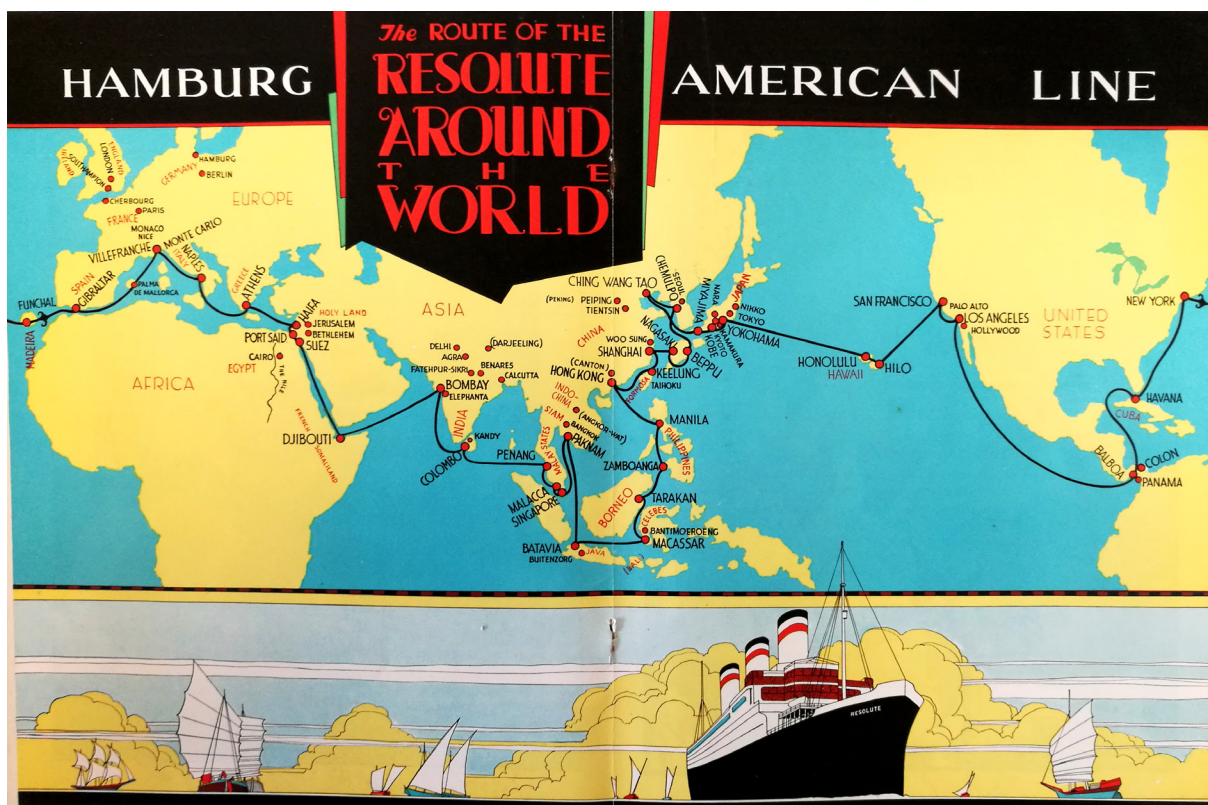 The ROUTE OF THE
RESOLUTE
AROUND
THE
WORLD
HAMBURG AMERICAN LINE
IRELAND
ENGLAND
LONDON
SOUTHAMPTON
HAMBURG
GERMANY
BERLIN
CHERBOURG
PARIS
FRANCE
EUROPE
MONACO
NICE
MONTE CARLO
VILLEFRANCHE
NAPLES
ITALY
SPAIN
GIBRALTAR
PALMA
DE MALLORCA
GREECE
ATHENS
FUNCHAL
MADEIRA
HAIFA
HOLY LAND
JERUSALEM
BETHLEHEM
PORT SAID
SUEZ
CAIRO
EGYPT
THE NILE
AFRICA
FRENCH SOMALILAND
DJIBOUTI
ASIA
DELHI
(DARJEELING)
AGRA
FATEHPUR-SIKRI
BENARES
CALCUTTA
BOMBAY
ELEPHANTA
INDIA
KANDY
COLOMBO
PENANG
MALAY STATES
MALACCA
SINGAPORE
SIAM
BANGKOK
PAKNAM
(ANGKOR-WAT)
INDO-
CHINA
BATAVIA
BUITENZORG
JAVA
BALI
BORNEO
CELEBES
BANTIMOEROENG
MACASSAR
TARAKAN
ZAMBOANGA
PHILIPPINES
MANILA
(CANTON)
HONG KONG
FORMOSA
KEELUNG
TAIHOKU
WOO SUNG
SHANGHAI
CHINA
(PEKING)
PEIPING
TIENTSIN
CHING WANG TAO
CHEMULPO
SEOUL
NAGASAKI
BEPPU
MIYAJIMA
NARA
KOBE
KYOTO
KAMAKURA
JAPAN
NIKKO
TOKYO
YOKOHAMA
HONOLULU
HAWAII
HILO
SAN FRANCISCO
PALO ALTO
LOS ANGELES
HOLLYWOOD
UNITED
STATES
NEW YORK
HAVANA
CUBA
COLON
BALBOA
PANAMA
RESOLUTE